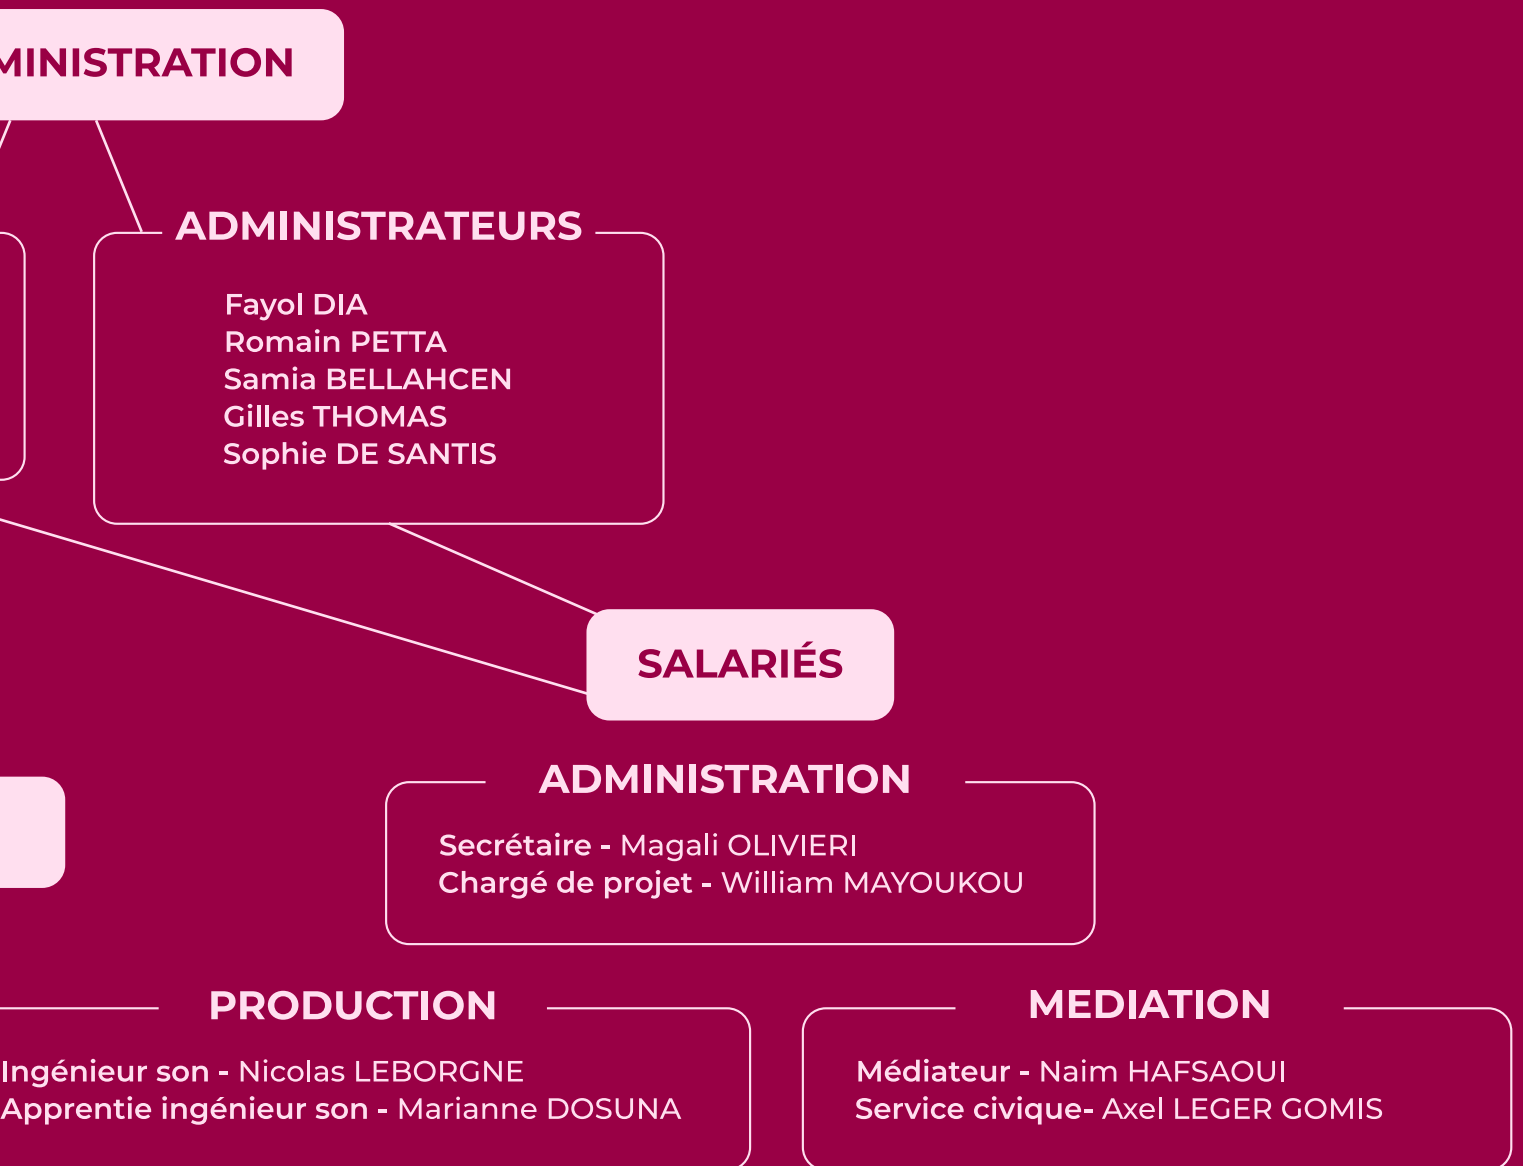 MINISTRATION
ADMINISTRATEURS
Fayol DIA
Romain PETTA
Samia BELLAHCEN
Gilles THOMAS
Sophie DE SANTIS
SALARIÉS
ADMINISTRATION
Secrétaire - Magali OLIVIERI
Chargé de projet - William MAYOUKOU
PRODUCTION
Ingénieur son - Nicolas LEBORGNE
Apprentie ingénieur son - Marianne DOSUNA
MEDIATION
Médiateur - Naim HAFSAOUI
Service civique- Axel LEGER GOMIS